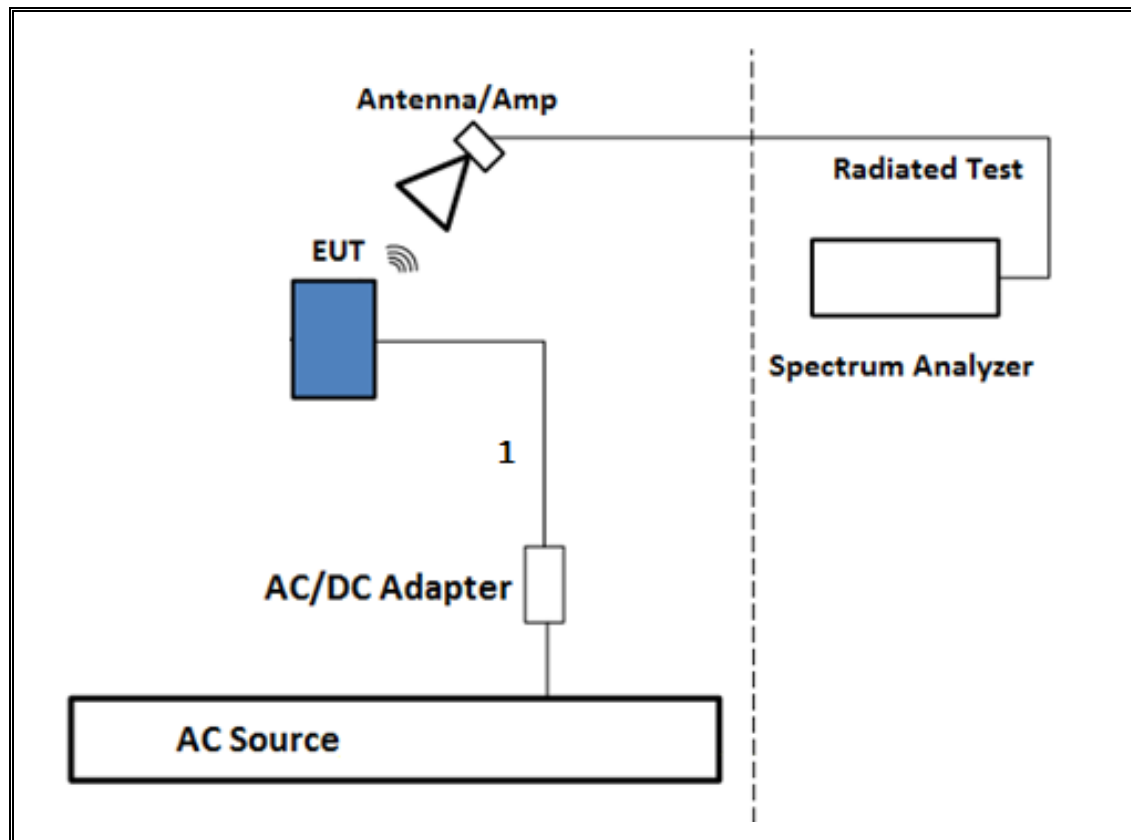 Antenna/Amp
Radiated Test
EUT
Spectrum Analyzer
1
AC/DC Adapter
AC Source